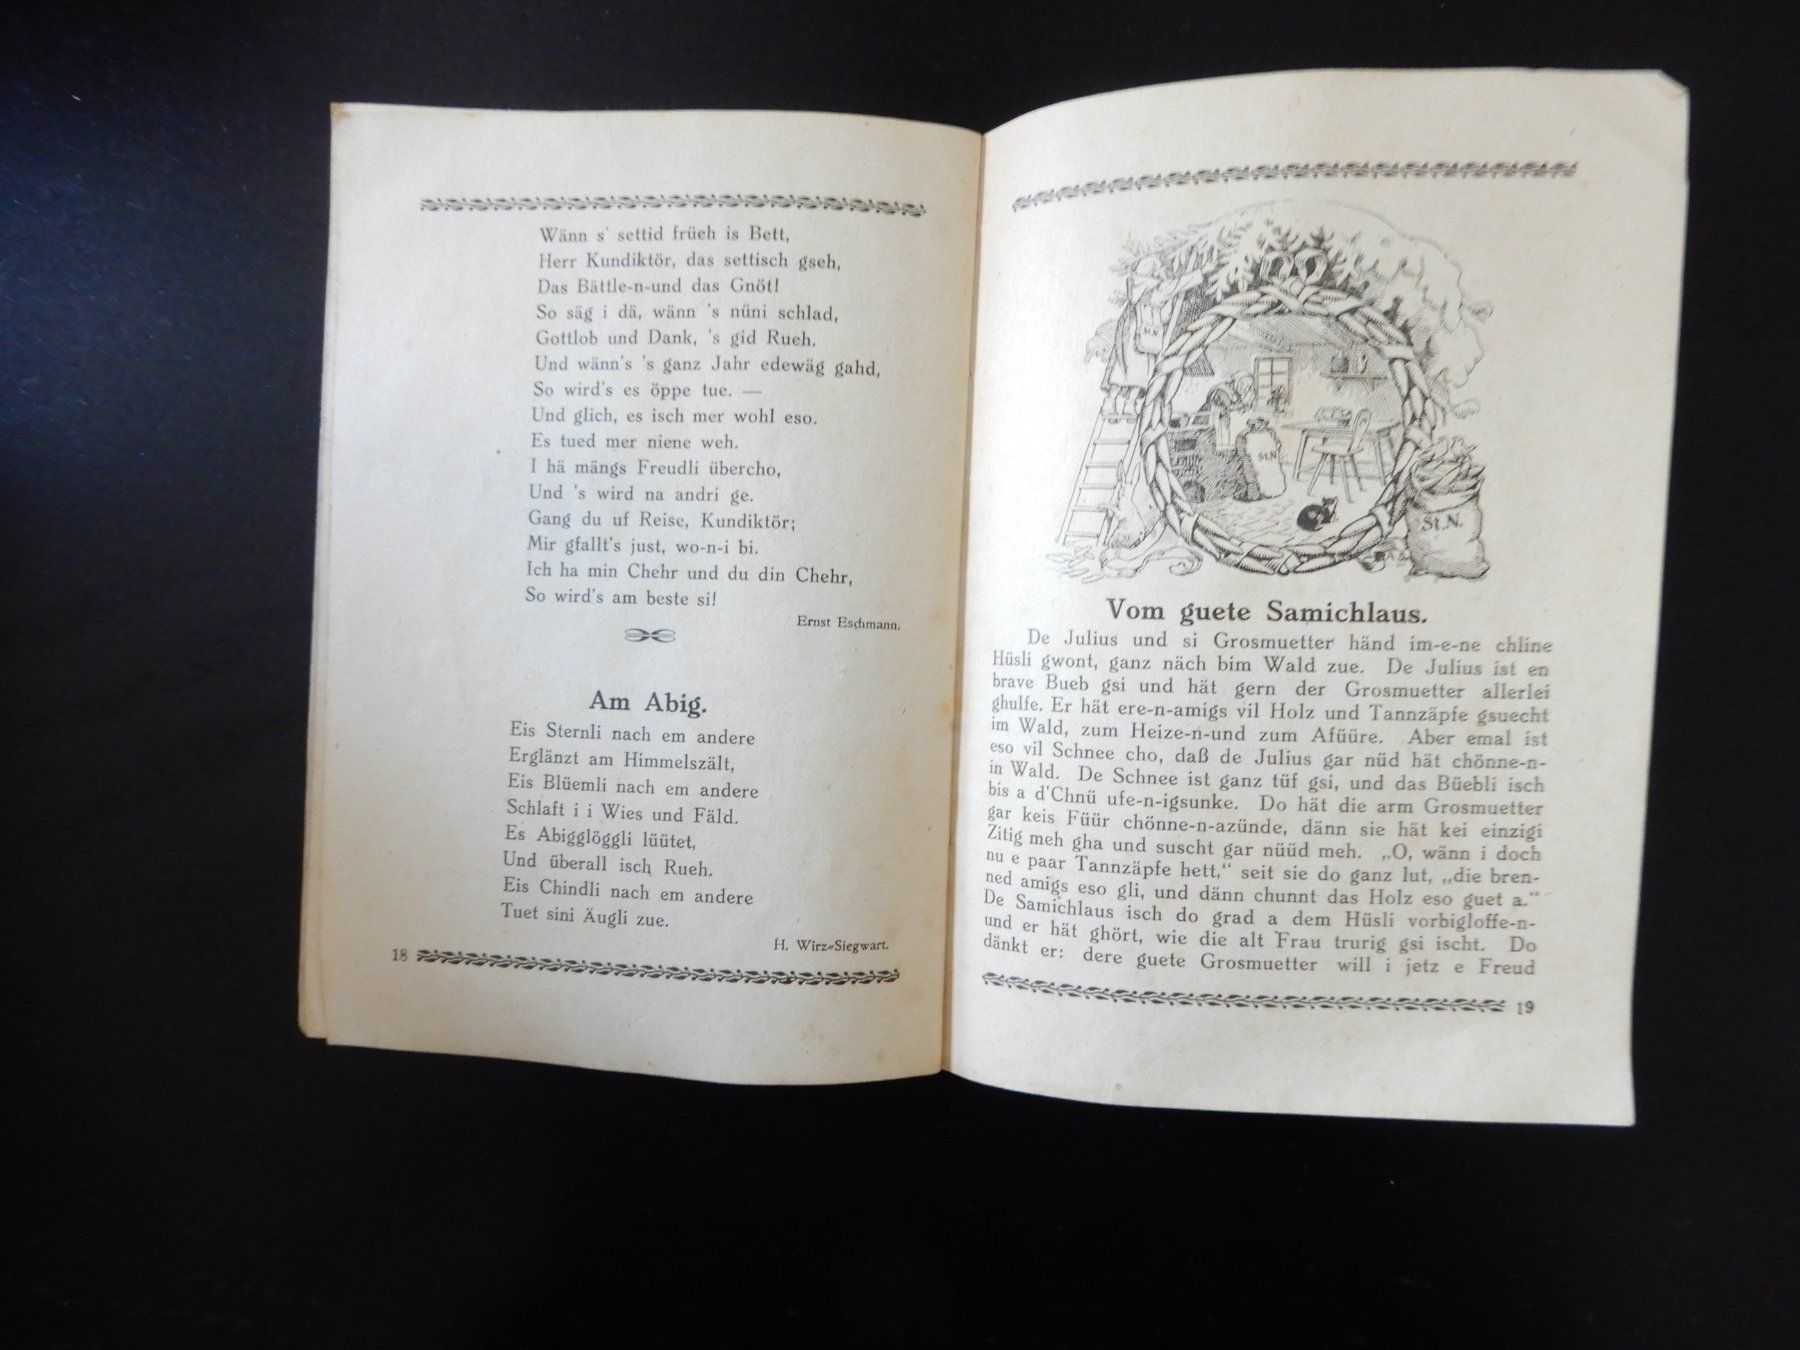 Wänn s' settid früeh is Bett,
Herr Kundiktör, das settisch gseh,
Das Bättle-n-und das Gnöt!
So säg i dä, wänn 's nüni schlad,
Gottlob und Dank, 's gid Rueh.
Und wänn's 's ganz Jahr edewäg gahd,
So wird's es öppe tue. —
Und glich, es isch mer wohl eso.
Es tued mer niene weh.
I hä mängs Freudli übercho,
Und 's wird na andri ge.
Gang du uf Reise, Kundiktör;
Mir gfallt's just, wo-n-i bi.
Ich ha min Chehr und du din Chehr,
So wird's am beste si!
Ernst Eschmann.
Am Abig.
Eis Sternli nach em andere
Erglänzt am Himmelszält,
Eis Blüemli nach em andere
Schlaft i i Wies und Fäld.
Es Abigglöggli lüütet,
Und überall isch Rueh.
Eis Chindli nach em andere
Tuet sini Äugli zue.
H. Wirz-Siegwart.
18
St.N
St.N.
St.N.
Vom guete Samichlaus.
De Julius und si Grosmuetter händ im-e-ne chline
Hüsli gwont, ganz näch bim Wald zue. De Julius ist en
brave Bueb gsi und hät gern der Grosmuetter allerlei
ghulfe. Er hät ere-n-amigs vil Holz und Tannzäpfe gsuecht
im Wald, zum Heize-n-und zum Afüüre. Aber emal ist
eso vil Schnee cho, daß de Julius gar nüd hät chönne-n-
in Wald. De Schnee ist ganz tüf gsi, und das Büebli isch
bis a d'Chnü ufe-n-igsunke. Do hät die arm Grosmuetter
gar keis Füür chönne-n-azünde, dänn sie hät kei einzigi
Zitig meh gha und suscht gar nüüd meh. „O, wänn i doch
nu e paar Tannzäpfe hett,“ seit sie do ganz lut, „die bren-
ned amigs eso gli, und dänn chunnt das Holz eso guet a.“
De Samichlaus isch do grad a dem Hüsli vorbigloffe-n-
und er hät ghört, wie die alt Frau trurig gsi ischt. Do
dänkt er: dere guete Grosmuetter will i jetz e Freud
19